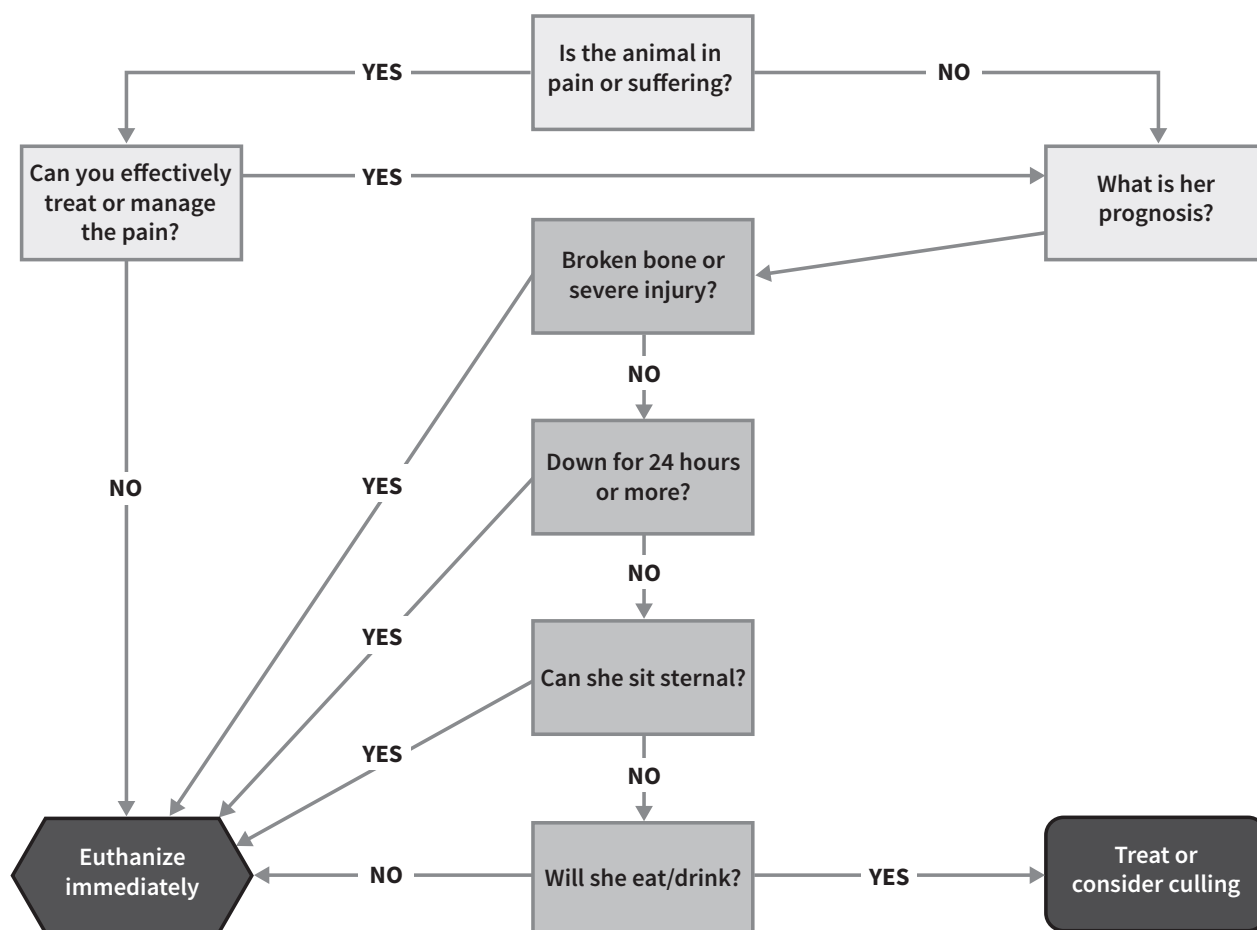 Is the animal in
pain or suffering?
YES
NO
Can you effectively
treat or manage
the pain?
YES
What is her
prognosis?
Broken bone or
severe injury?
NO
Down for 24 hours
or more?
NO
YES
NO
YES
Can she sit sternal?
YES
NO
Euthanize
immediately
NO
Will she eat/drink?
YES
Treat or
consider culling